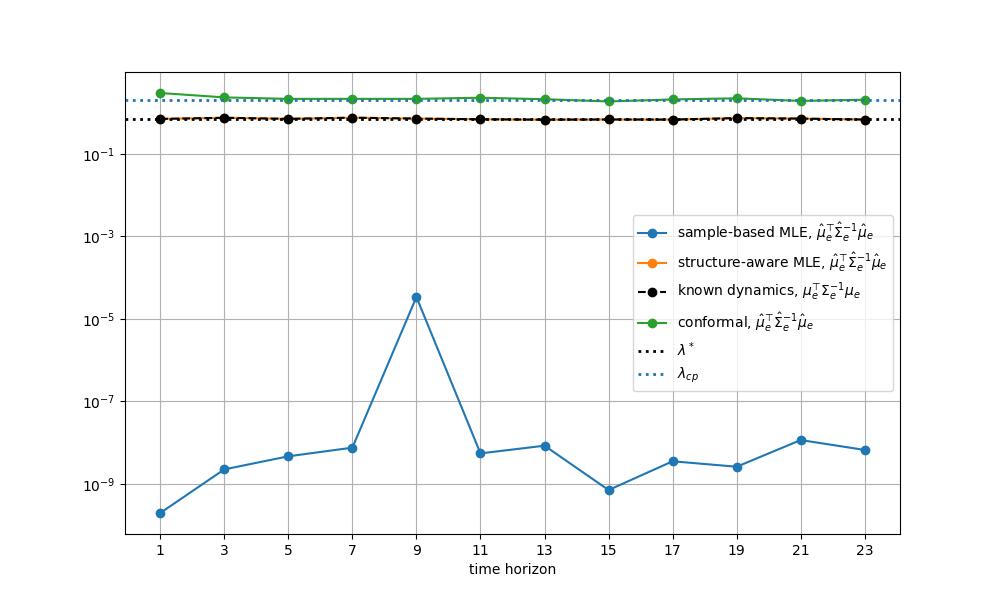 10⁻¹
10⁻³
10⁻⁵
10⁻⁷
10⁻⁹
sample-based MLE, $\hat{\mu}_e^\top \hat{\Sigma}_e^{-1} \hat{\mu}_e$
structure-aware MLE, $\hat{\mu}_e^\top \hat{\Sigma}_e^{-1} \hat{\mu}_e$
known dynamics, $\mu_e^\top \Sigma_e^{-1} \mu_e$
conformal, $\hat{\mu}_e^\top \hat{\Sigma}_e^{-1} \hat{\mu}_e$
$\lambda^*$
$\lambda_{cp}$
1 3 5 7 9 11 13 15 17 19 21 23
time horizon